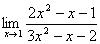 lim x→1 (2x² − x − 1)/(3x² − x − 2)